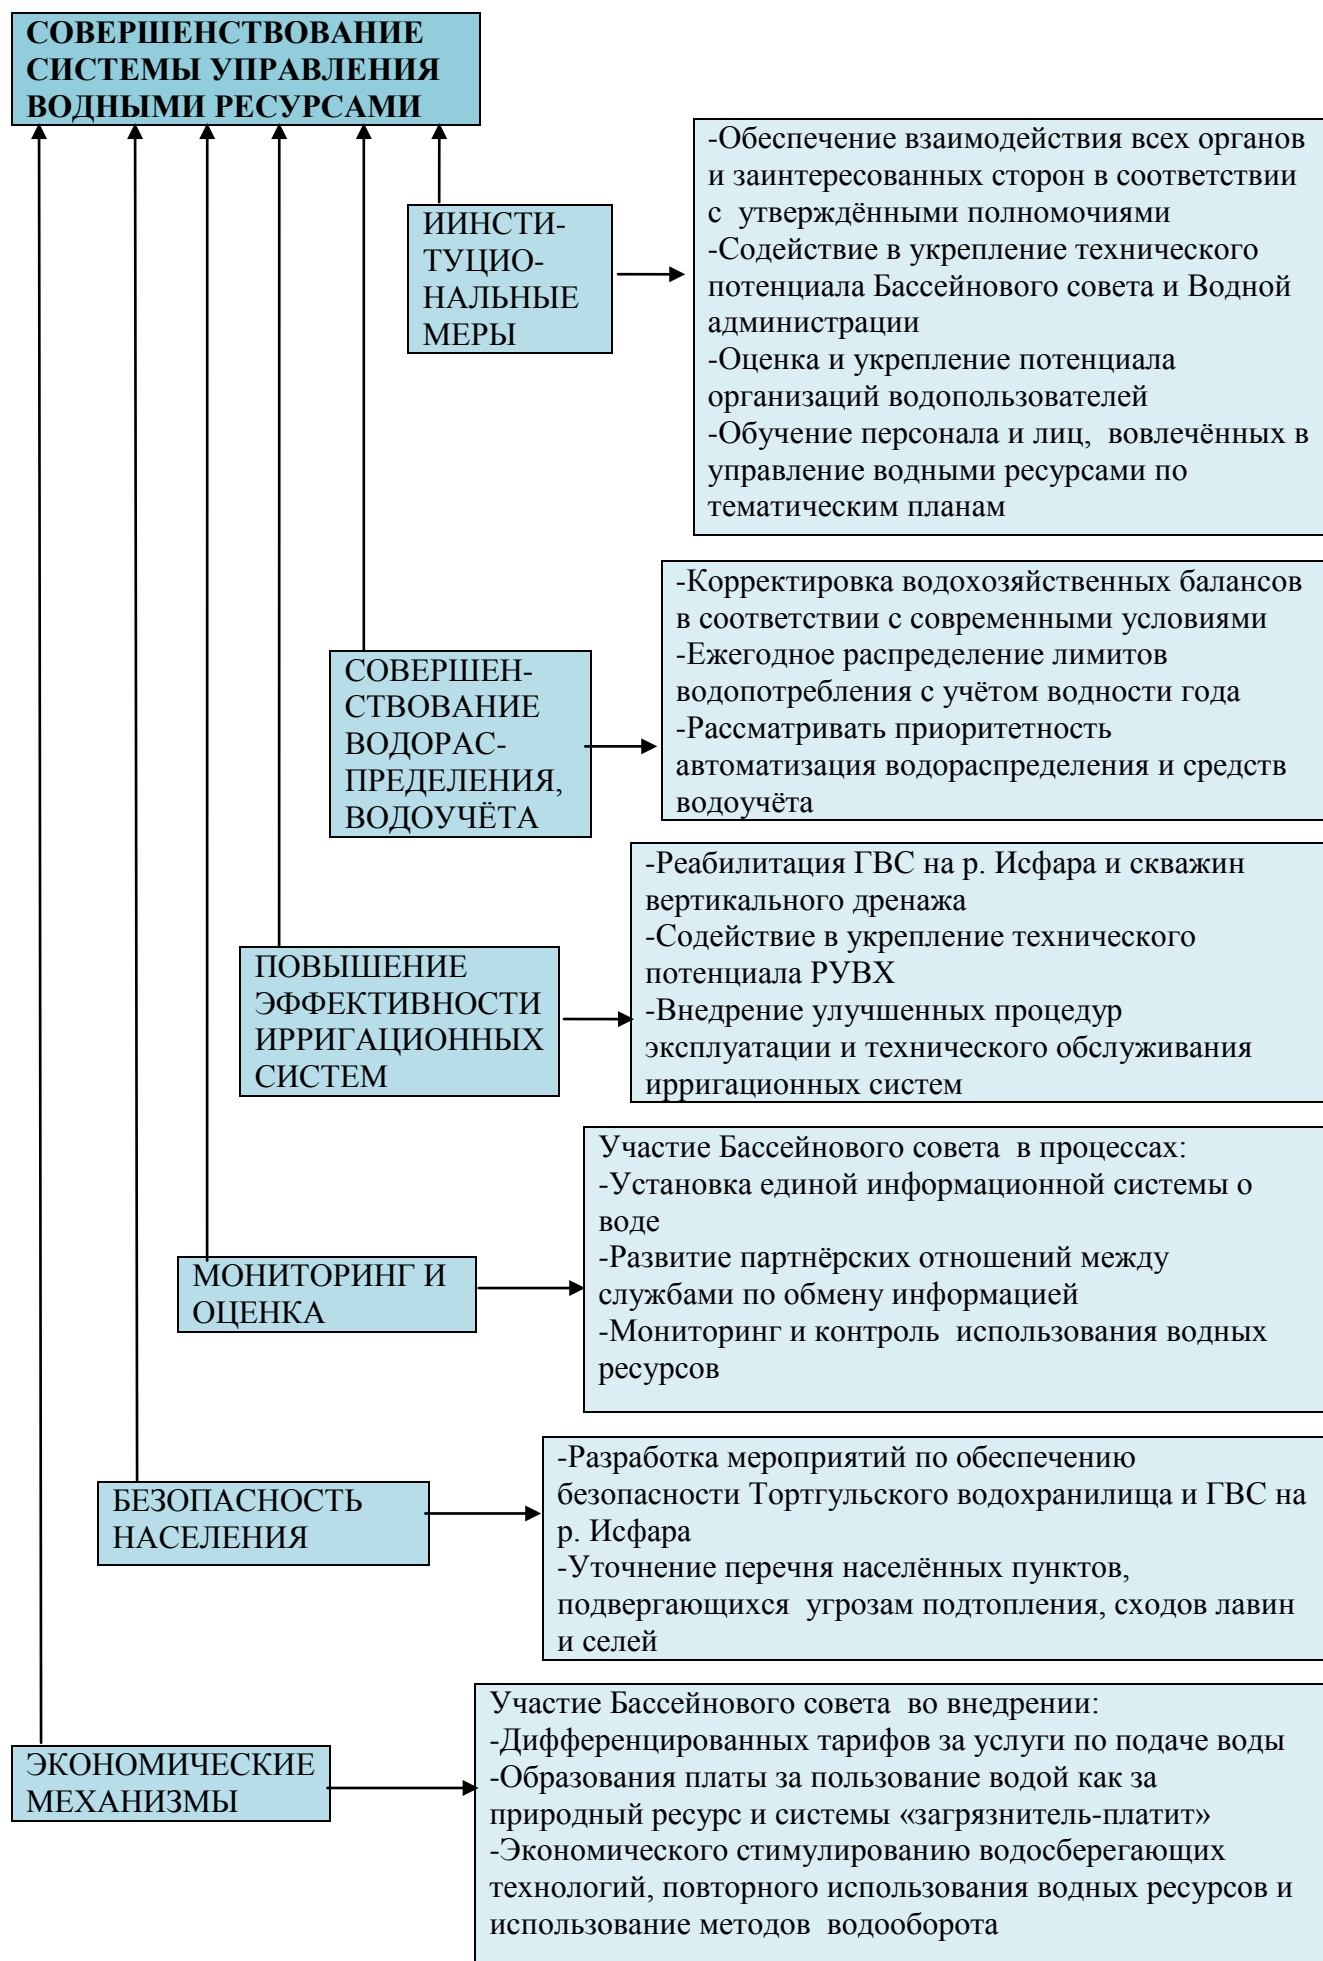 СОВЕРШЕНСТВОВАНИЕ
СИСТЕМЫ УПРАВЛЕНИЯ
ВОДНЫМИ РЕСУРСАМИ
ИИНСТИ-
ТУЦИО-
НАЛЬНЫЕ
МЕРЫ
-Обеспечение взаимодействия всех органов
и заинтересованных сторон в соответствии
с утверждёнными полномочиями
-Содействие в укрепление технического
потенциала Бассейнового совета и Водной
администрации
-Оценка и укрепление потенциала
организаций водопользователей
-Обучение персонала и лиц, вовлечённых в
управление водными ресурсами по
тематическим планам
СОВЕРШЕН-
СТВОВАНИЕ
ВОДОРАС-
ПРЕДЕЛЕНИЯ,
ВОДОУЧЁТА
-Корректировка водохозяйственных балансов
в соответствии с современными условиями
-Ежегодное распределение лимитов
водопотребления с учётом водности года
-Рассматривать приоритетность
автоматизация водораспределения и средств
водоучёта
ПОВЫШЕНИЕ
ЭФФЕКТИВНОСТИ
ИРРИГАЦИОННЫХ
СИСТЕМ
-Реабилитация ГВС на р. Исфара и скважин
вертикального дренажа
-Содействие в укрепление технического
потенциала РУВХ
-Внедрение улучшенных процедур
эксплуатации и технического обслуживания
ирригационных систем
МОНИТОРИНГ И
ОЦЕНКА
Участие Бассейнового совета в процессах:
-Установка единой информационной системы о
воде
-Развитие партнёрских отношений между
службами по обмену информацией
-Мониторинг и контроль использования водных
ресурсов
БЕЗОПАСНОСТЬ
НАСЕЛЕНИЯ
-Разработка мероприятий по обеспечению
безопасности Тортгульского водохранилища и ГВС на
р. Исфара
-Уточнение перечня населённых пунктов,
подвергающихся угрозам подтопления, сходов лавин
и селей
ЭКОНОМИЧЕСКИЕ
МЕХАНИЗМЫ
Участие Бассейнового совета во внедрении:
-Дифференцированных тарифов за услуги по подаче воды
-Образования платы за пользование водой как за
природный ресурс и системы «загрязнитель-платит»
-Экономического стимулированию водосберегающих
технологий, повторного использования водных ресурсов и
использование методов водооборота